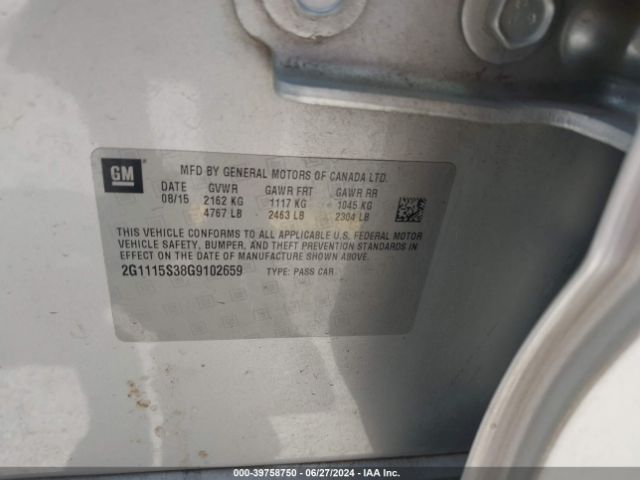 GM
MFD BY GENERAL MOTORS OF CANADA LTD.
DATE GVWR GAWR FRT GAWR RR
08/15 2162 KG 1117 KG 1045 KG
4767 LB 2463 LB 2304 LB
THIS VEHICLE CONFORMS TO ALL APPLICABLE U.S. FEDERAL MOTOR
VEHICLE SAFETY, BUMPER, AND THEFT PREVENTION STANDARDS IN
EFFECT ON THE DATE OF MANUFACTURE SHOWN ABOVE.
2G1115S38G9102659 TYPE: PASS CAR
000-39758750 | 06/27/2024 - IAA Inc.